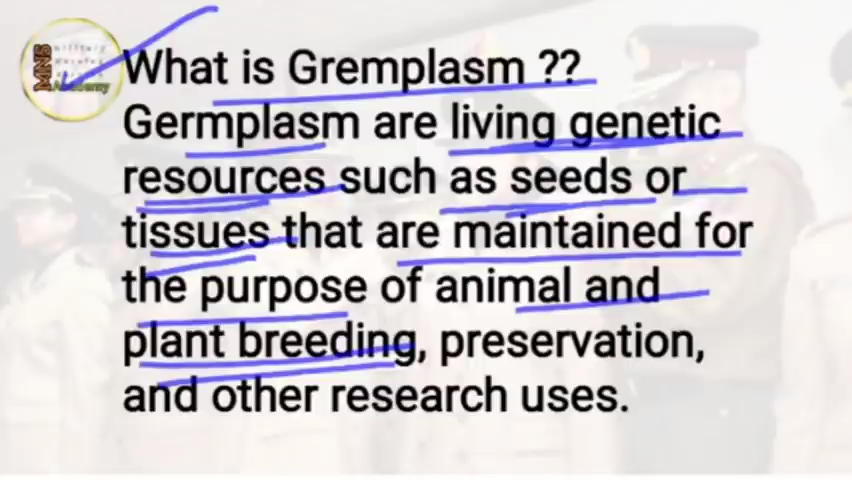 MNS
What is Gremplasm ??
Germplasm are living genetic
resources such as seeds or
tissues that are maintained for
the purpose of animal and
plant breeding, preservation,
and other research uses.